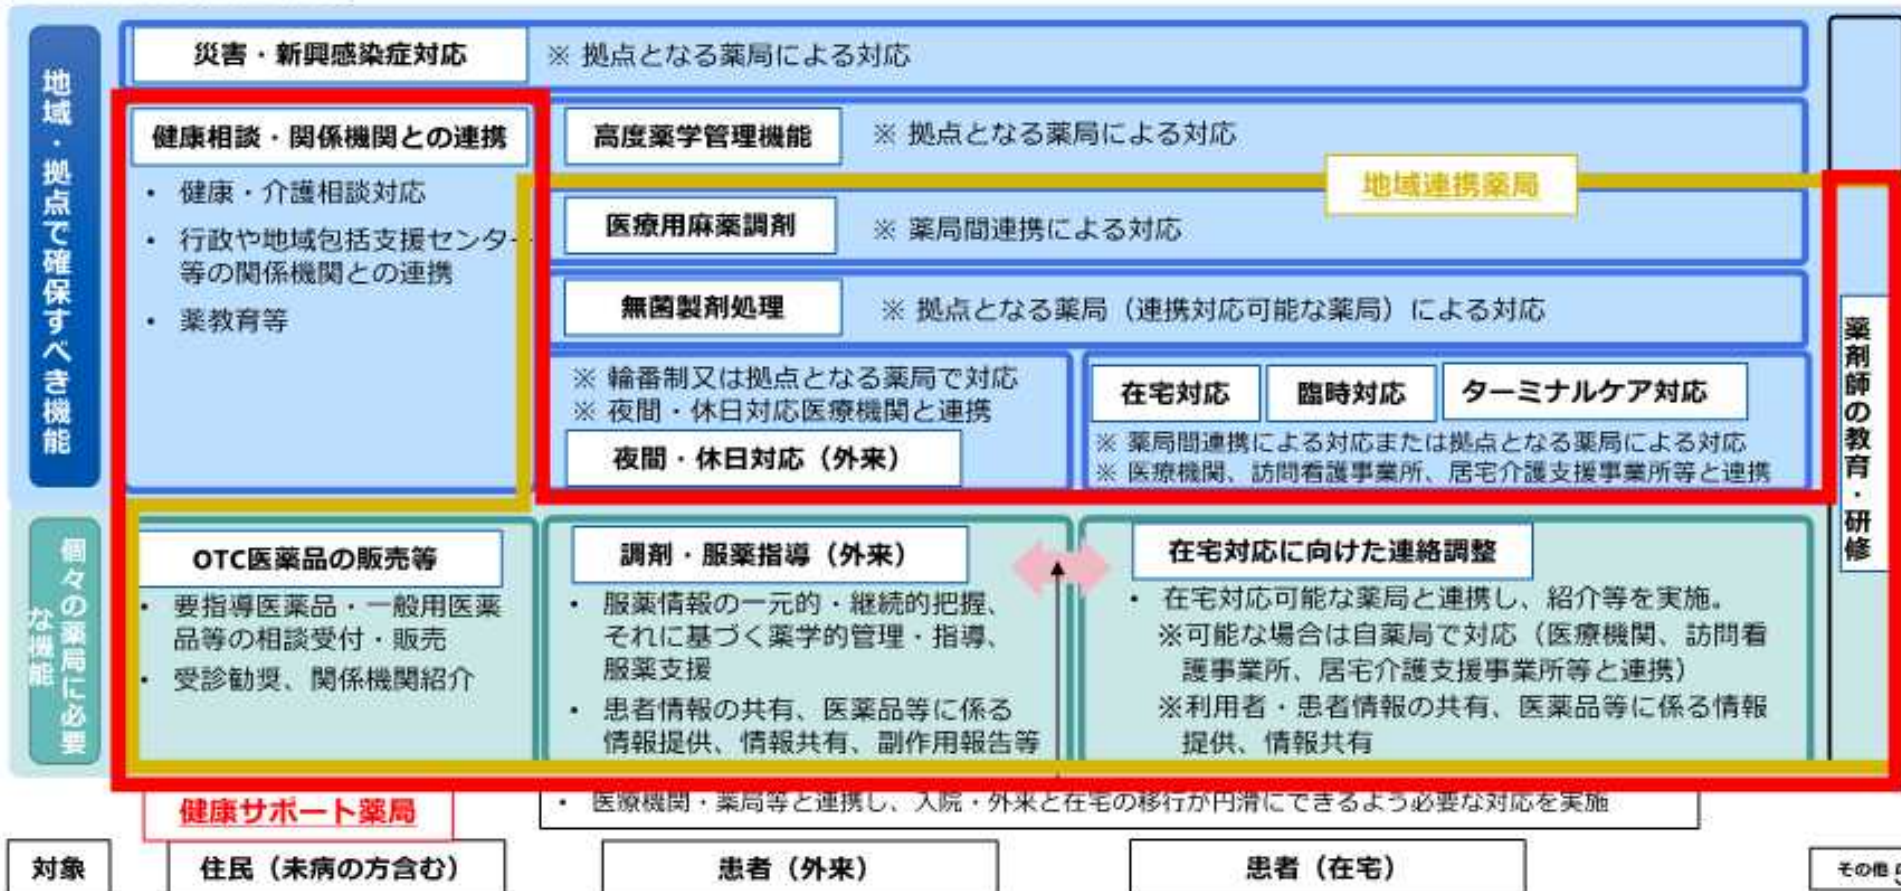 地域・拠点で確保すべき機能
災害・新興感染症対応
※ 拠点となる薬局による対応
健康相談・関係機関との連携
• 健康・介護相談対応
• 行政や地域包括支援センター
等の関係機関との連携
• 薬教育等
高度薬学管理機能
※ 拠点となる薬局による対応
地域連携薬局
医療用麻薬調剤
※ 薬局間連携による対応
無菌製剤処理
※ 拠点となる薬局（連携対応可能な薬局）による対応
※ 輪番制又は拠点となる薬局で対応
※ 夜間・休日対応医療機関と連携
夜間・休日対応（外来）
在宅対応
臨時対応
ターミナルケア対応
※ 薬局間連携による対応または拠点となる薬局による対応
※ 医療機関、訪問看護事業所、居宅介護支援事業所等と連携
薬剤師の教育・研修
個々の薬局に必要
な機能
OTC医薬品の販売等
• 要指導医薬品・一般用医薬
品等の相談受付・販売
• 受診勧奨、関係機関紹介
調剤・服薬指導（外来）
• 服薬情報の一元的・継続的把握、
それに基づく薬学的管理・指導、
服薬支援
• 患者情報の共有、医薬品等に係る
情報提供、情報共有、副作用報告等
在宅対応に向けた連絡調整
• 在宅対応可能な薬局と連携し、紹介等を実施。
※可能な場合は自薬局で対応（医療機関、訪問看
護事業所、居宅介護支援事業所等と連携）
※利用者・患者情報の共有、医薬品等に係る情報
提供、情報共有
健康サポート薬局
• 医療機関・薬局等と連携し、入院・外来と在宅の移行が円滑にできるよう必要な対応を実施
対象
住民（未病の方含む）
患者（外来）
患者（在宅）
その他